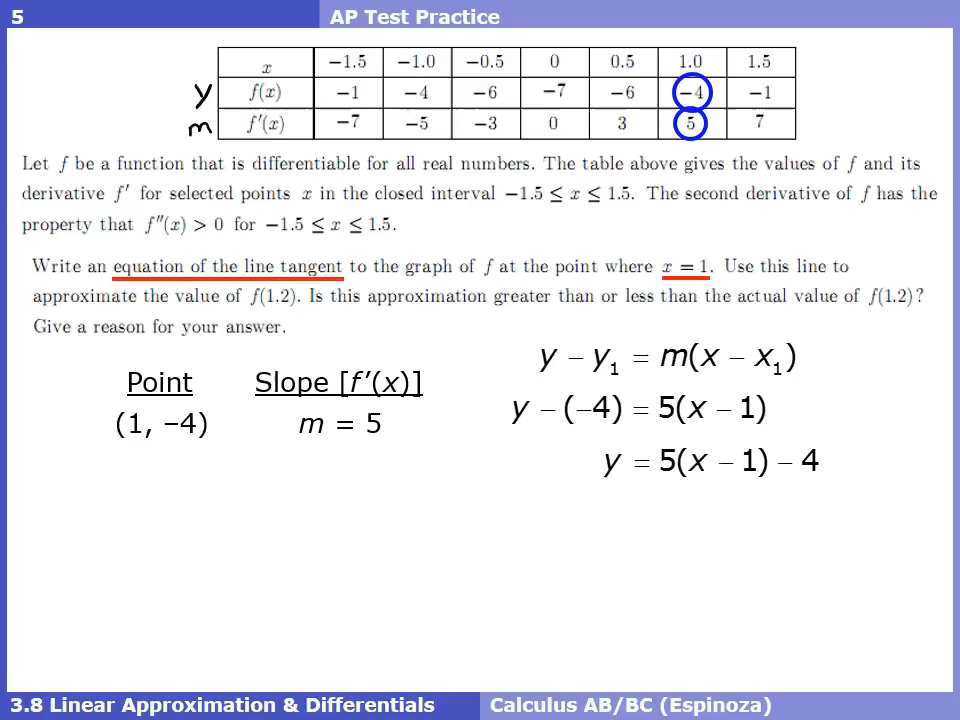 5 AP Test Practice
x −1.5 −1.0 −0.5 0 0.5 1.0 1.5
y f(x) −1 −4 −6 −7 −6 −4 −1
m f′(x) −7 −5 −3 0 3 5 7
Let f be a function that is differentiable for all real numbers. The table above gives the values of f and its
derivative f′ for selected points x in the closed interval −1.5 ≤ x ≤ 1.5. The second derivative of f has the
property that f″(x) > 0 for −1.5 ≤ x ≤ 1.5.
Write an equation of the line tangent to the graph of f at the point where x = 1. Use this line to
approximate the value of f(1.2). Is this approximation greater than or less than the actual value of f(1.2)?
Give a reason for your answer.
y − y₁ = m(x − x₁)
Point Slope [f′(x)]
y − (−4) = 5(x − 1)
(1, –4) m = 5
y = 5(x − 1) − 4
3.8 Linear Approximation & Differentials Calculus AB/BC (Espinoza)